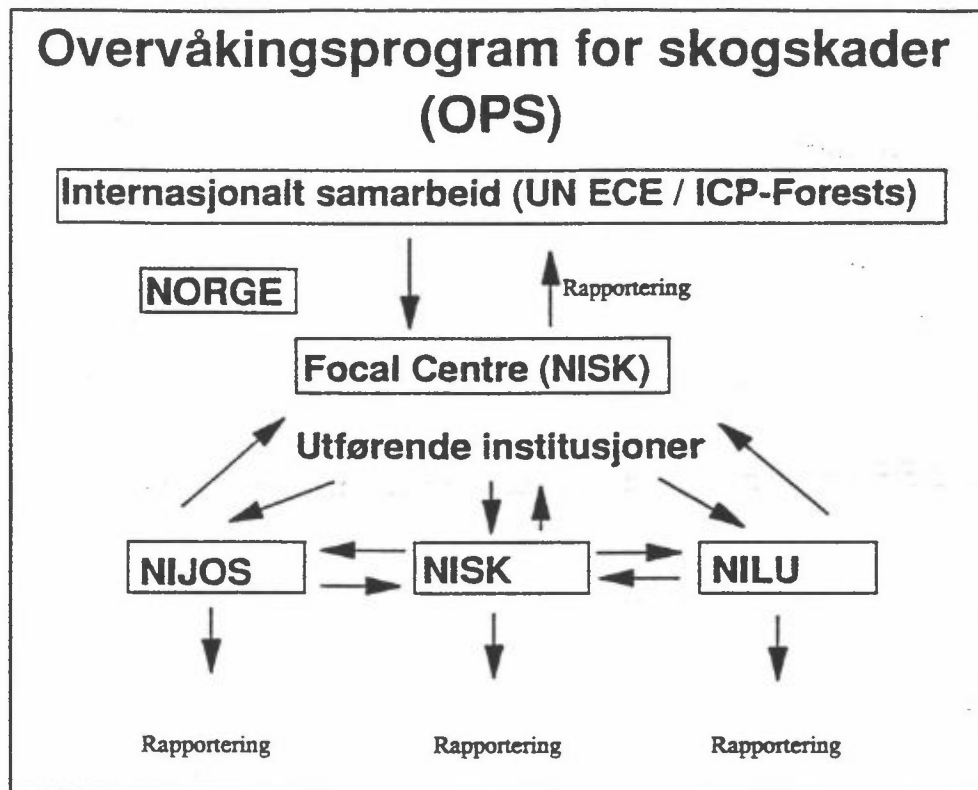 Overvåkingsprogram for skogskader
(OPS)
Internasjonalt samarbeid (UN ECE / ICP-Forests)
NORGE
Rapportering
Focal Centre (NISK)
Utførende institusjoner
NIJOS
NISK
NILU
Rapportering
Rapportering
Rapportering